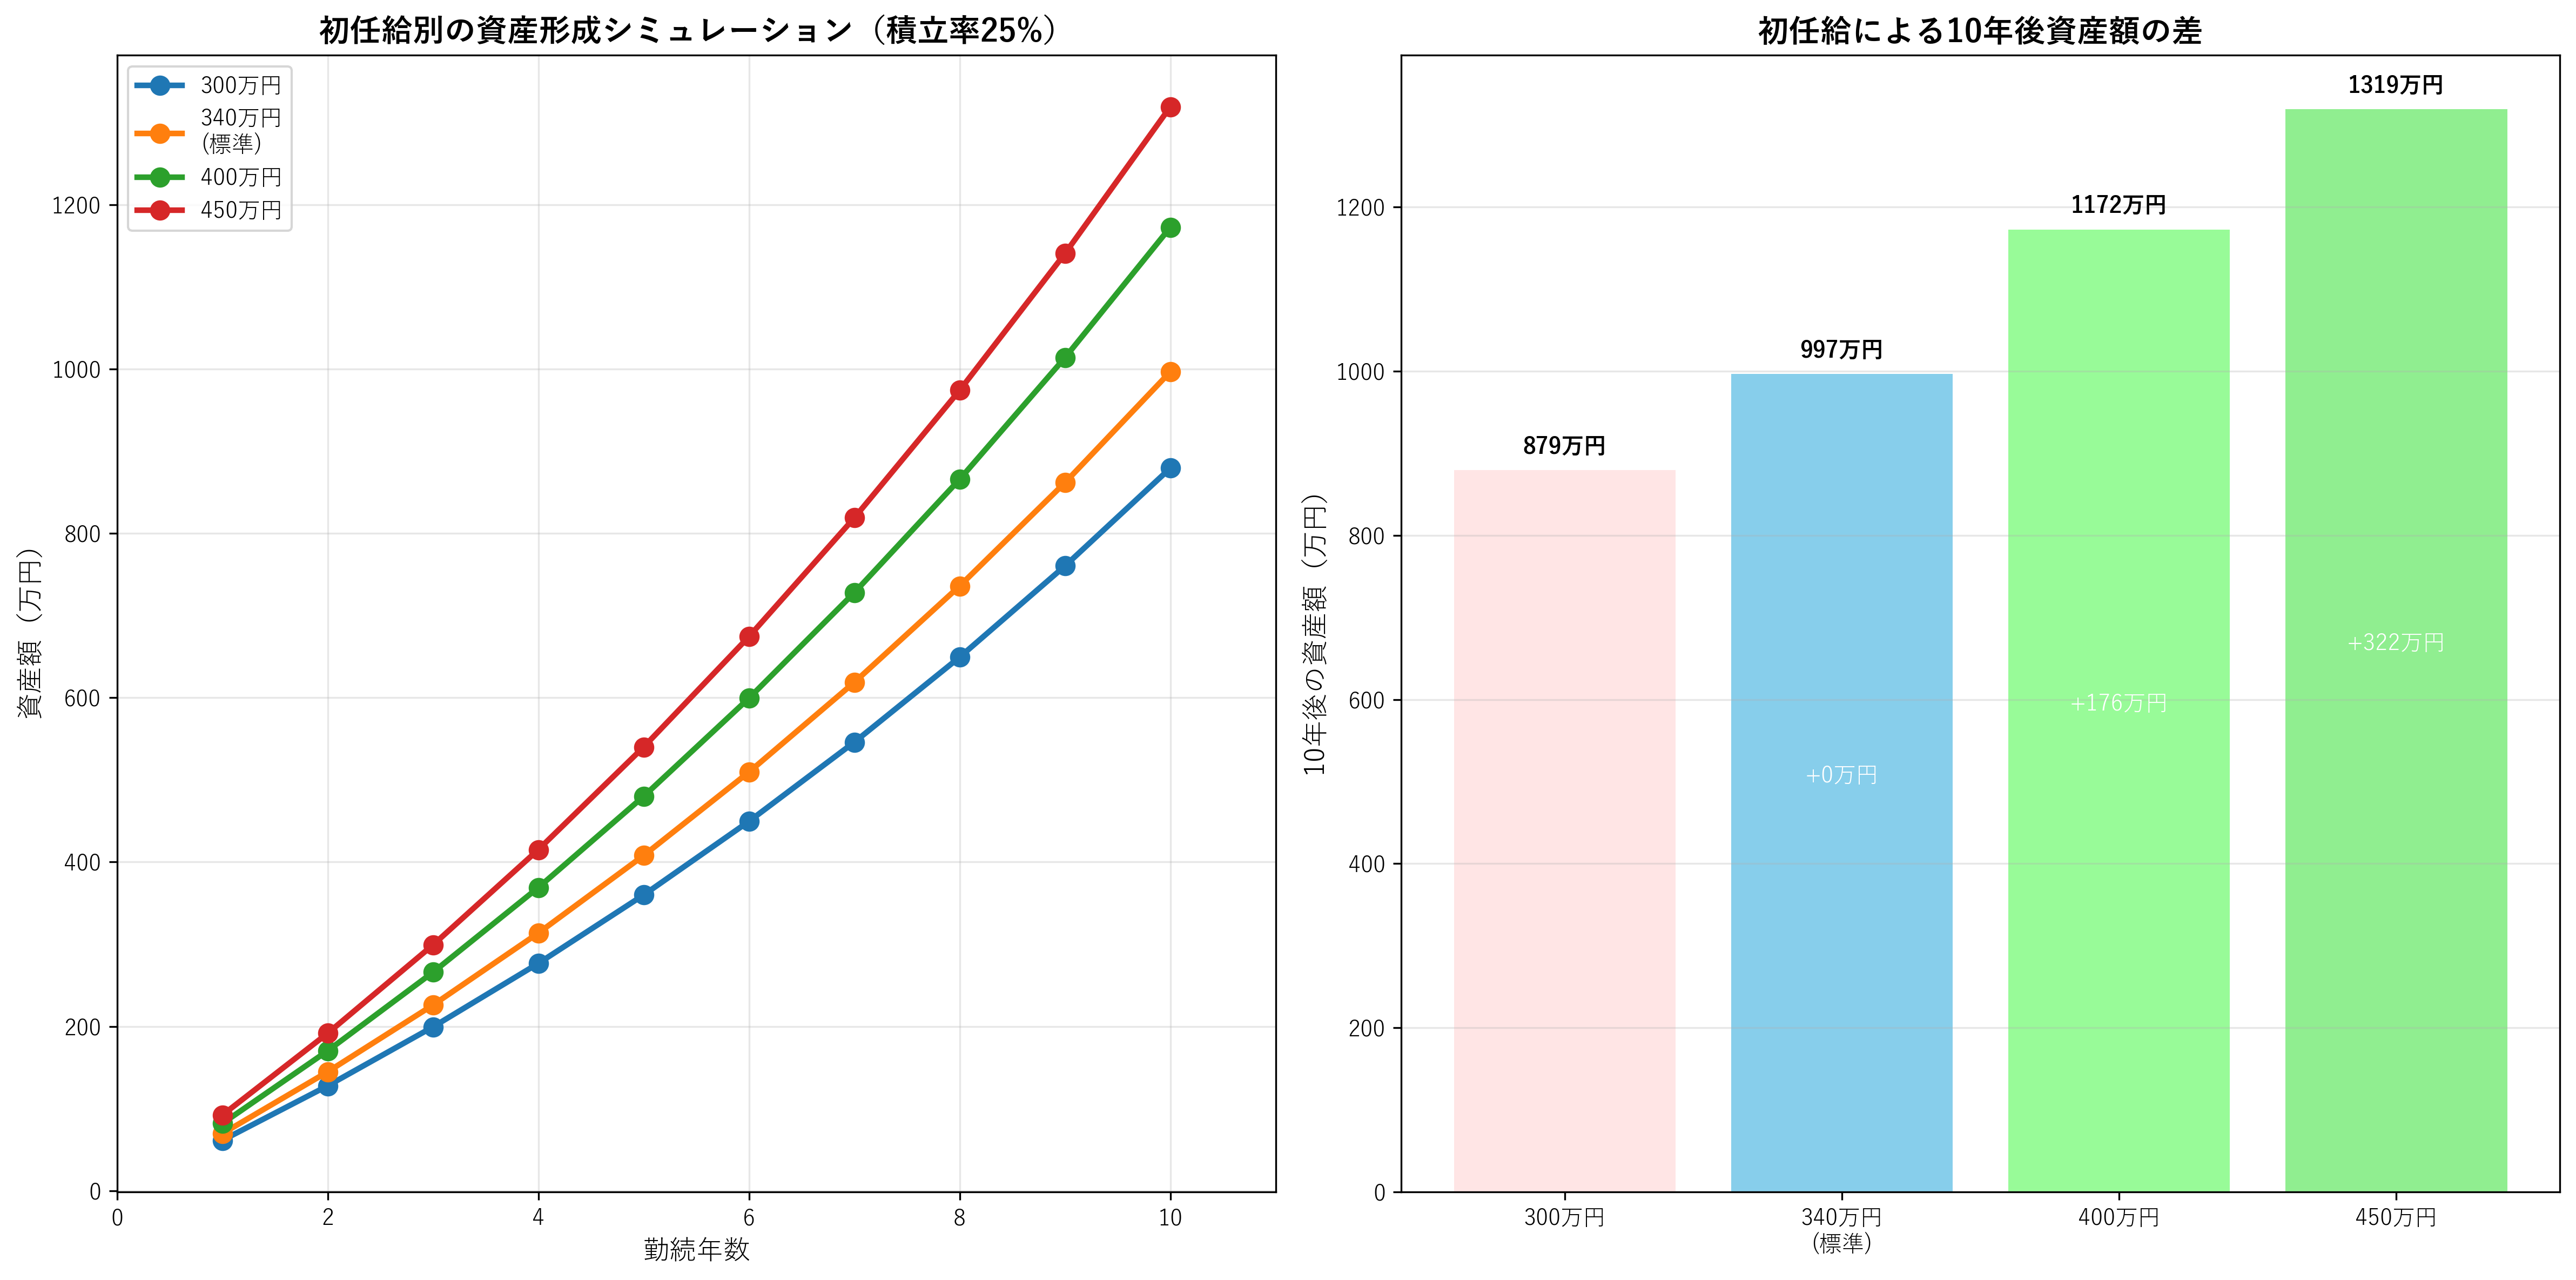 初任給別の資産形成シミュレーション（積立率25%）
300万円
340万円
(標準)
400万円
450万円
1200
1000
800
600
400
200
0
資産額（万円）
0
2
4
6
8
10
勤続年数
初任給による10年後資産額の差
1319万円
1172万円
997万円
879万円
+322万円
+176万円
+0万円
1200
1000
800
600
400
200
0
10年後の資産額（万円）
300万円
340万円
(標準)
400万円
450万円